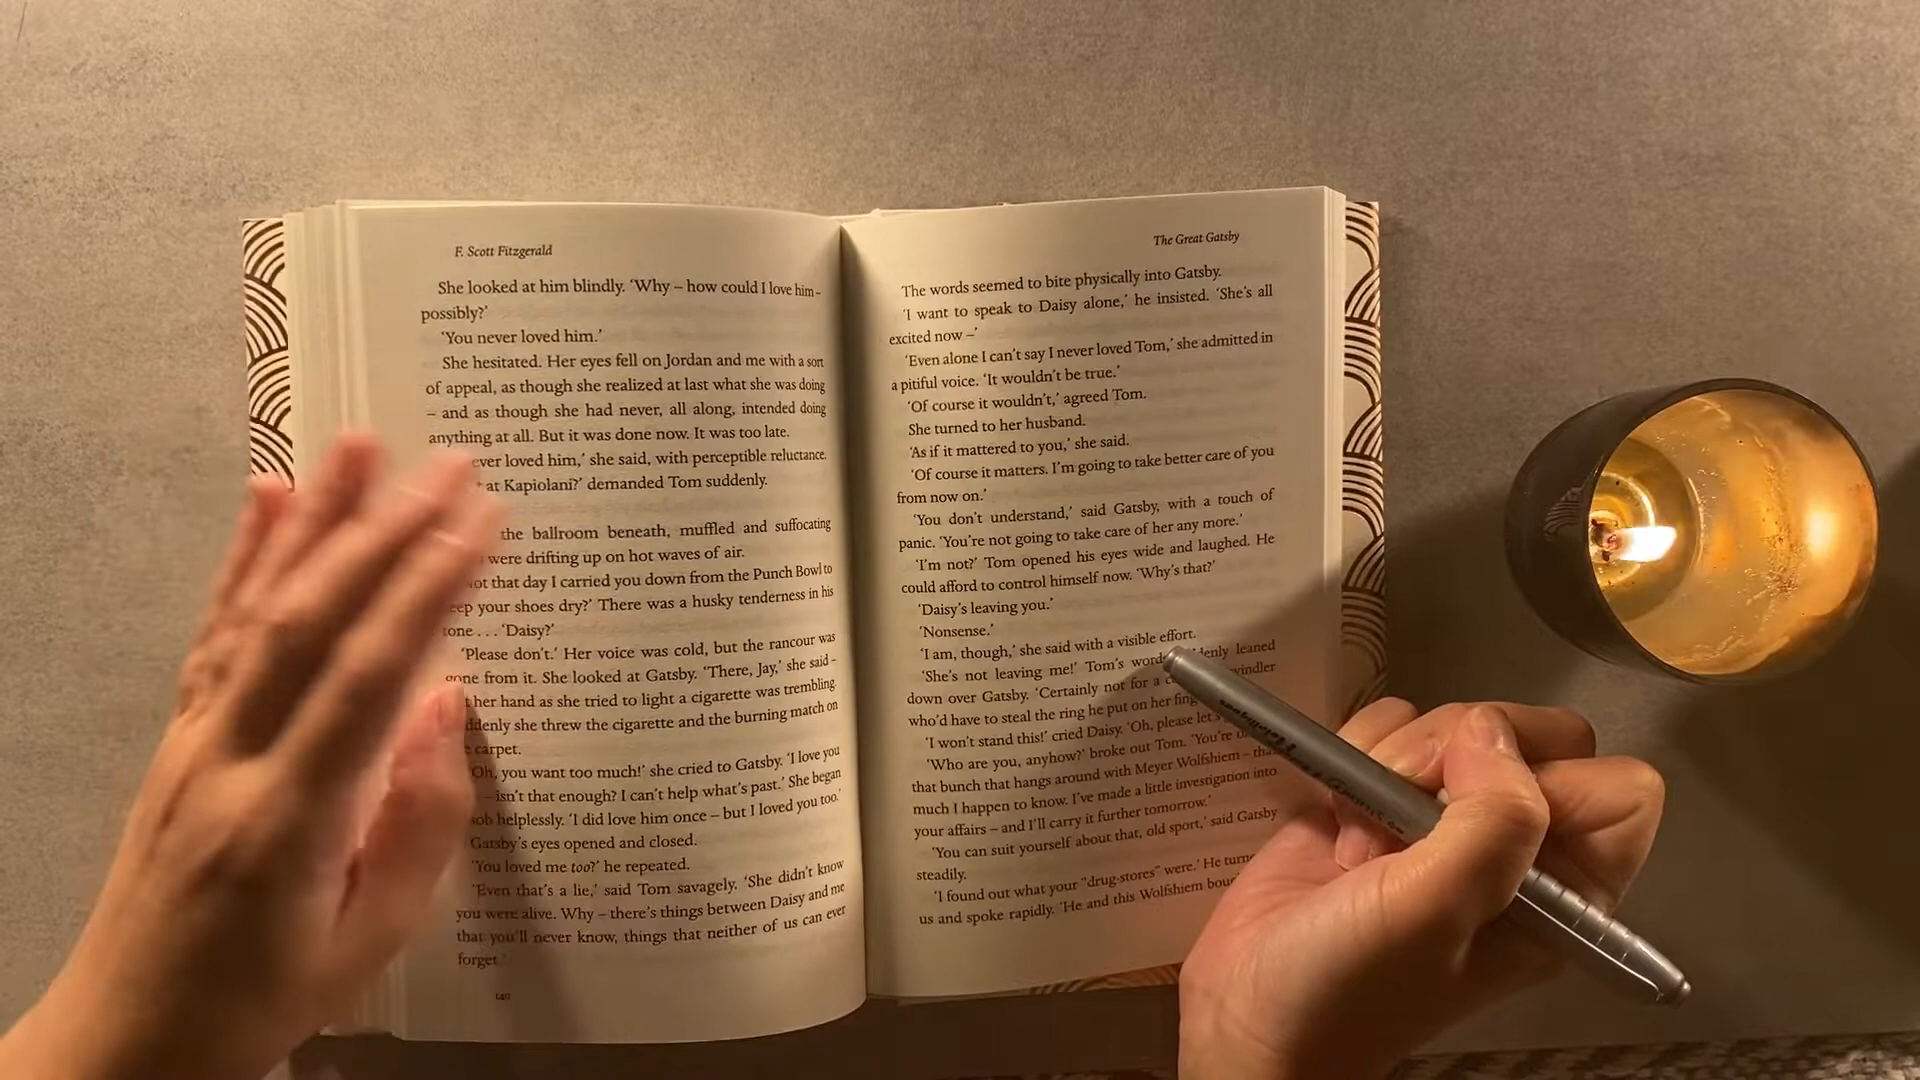 F. Scott Fitzgerald
She looked at him blindly. ‘Why – how could I love him –
possibly?’
‘You never loved him.’
She hesitated. Her eyes fell on Jordan and me with a sort
of appeal, as though she realized at last what she was doing
– and as though she had never, all along, intended doing
anything at all. But it was done now. It was too late.
loved him,’ she said, with perceptible reluctance.
at Kapiolani?’ demanded Tom suddenly.
the ballroom beneath, muffled and suffocating
were drifting up on hot waves of air.
that day I carried you down from the Punch Bowl to
your shoes dry?’ There was a husky tenderness in his
tone . . . ‘Daisy?’
‘Please don’t.’ Her voice was cold, but the rancour was
gone from it. She looked at Gatsby. ‘There, Jay,’ she said –
her hand as she tried to light a cigarette was trembling.
she threw the cigarette and the burning match on
carpet.
Oh, you want too much!’ she cried to Gatsby. ‘I love you
– isn’t that enough? I can’t help what’s past.’ She began
sob helplessly. ‘I did love him once – but I loved you too.’
Gatsby’s eyes opened and closed.
‘You loved me too?’ he repeated.
‘Even that’s a lie,’ said Tom savagely. ‘She didn’t know
you were alive. Why – there’s things between Daisy and me
that you’ll never know, things that neither of us can ever
forget.’
140
The Great Gatsby
The words seemed to bite physically into Gatsby.
‘I want to speak to Daisy alone,’ he insisted. ‘She’s all
excited now –’
‘Even alone I can’t say I never loved Tom,’ she admitted in
a pitiful voice. ‘It wouldn’t be true.’
‘Of course it wouldn’t,’ agreed Tom.
She turned to her husband.
‘As if it mattered to you,’ she said.
‘Of course it matters. I’m going to take better care of you
from now on.’
‘You don’t understand,’ said Gatsby, with a touch of
panic. ‘You’re not going to take care of her any more.’
‘I’m not?’ Tom opened his eyes wide and laughed. He
could afford to control himself now. ‘Why’s that?’
‘Daisy’s leaving you.’
‘Nonsense.’
‘I am, though,’ she said with a visible effort.
‘She’s not leaving me!’ Tom’s words leaned
down over Gatsby. ‘Certainly not for a
who’d have to steal the ring he put on her
‘I won’t stand this!’ cried Daisy. ‘Oh, please let’s
‘Who are you, anyhow?’ broke out Tom. ‘You’re
that bunch that hangs around with Meyer Wolfshiem –
much I happen to know. I’ve made a little investigation into
your affairs – and I’ll carry it further tomorrow.’
‘You can suit yourself about that, old sport,’ said Gatsby
steadily.
‘I found out what your “drug-stores” were.’ He
us and spoke rapidly. ‘He and this Wolfshiem